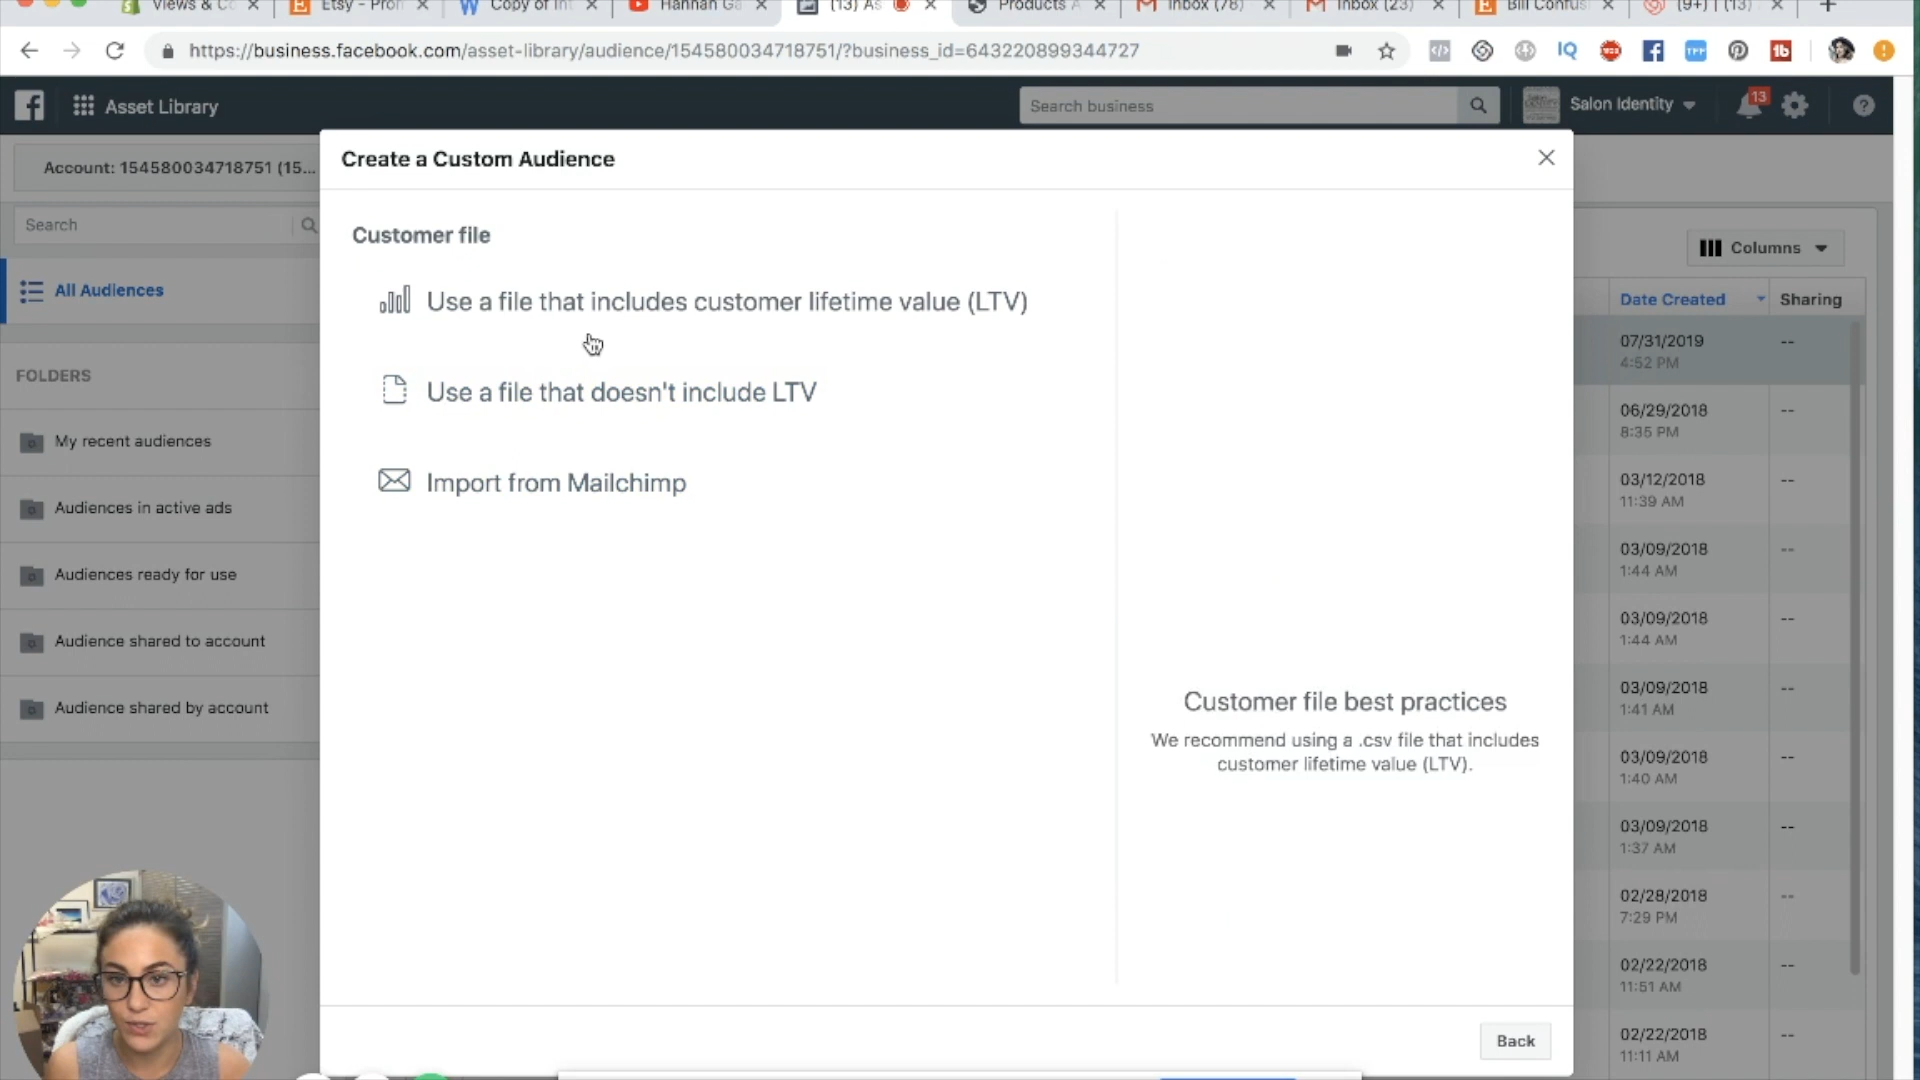 Views & C
Etsy - Prom
Copy of Int
Hannah Ga
(13) As
Products A
Inbox (78)
Inbox (23)
Bill Confus
(9+) | (13)
https://business.facebook.com/asset-library/audience/154580034718751/?business_id=643220899344727
Asset Library
Search business
Salon Identity
13
Account: 154580034718751 (15...
Search
All Audiences
FOLDERS
My recent audiences
Audiences in active ads
Audiences ready for use
Audience shared to account
Audience shared by account
Create a Custom Audience
Customer file
Use a file that includes customer lifetime value (LTV)
Use a file that doesn't include LTV
Import from Mailchimp
Customer file best practices
We recommend using a .csv file that includes
customer lifetime value (LTV).
Back
Columns
Date Created
Sharing
07/31/2019
--
4:52 PM
06/29/2018
--
8:35 PM
03/12/2018
--
11:39 AM
03/09/2018
--
1:44 AM
03/09/2018
--
1:44 AM
03/09/2018
--
1:41 AM
03/09/2018
--
1:40 AM
03/09/2018
--
1:37 AM
02/28/2018
--
7:29 PM
02/22/2018
--
11:51 AM
02/22/2018
--
11:11 AM